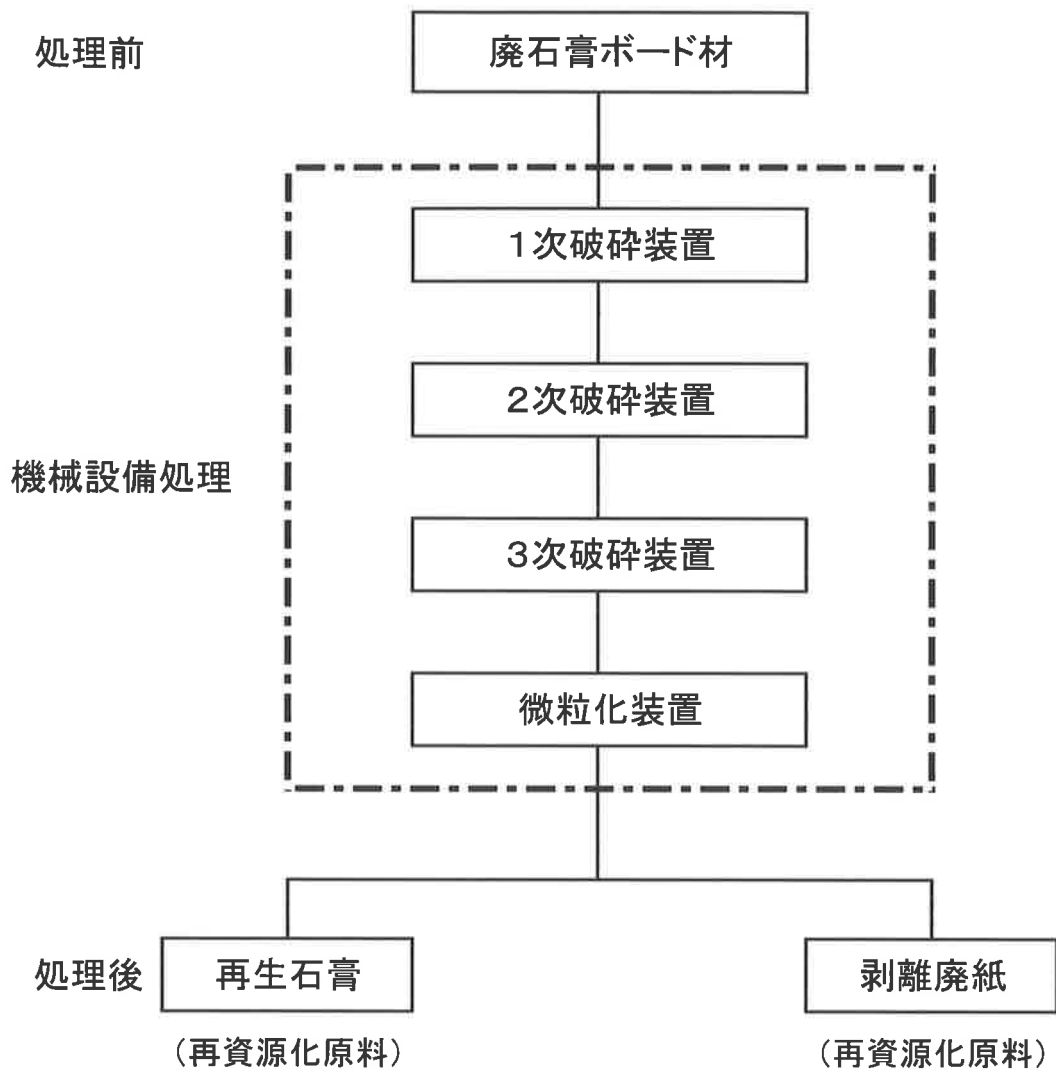 処理前
廃石膏ボード材
1次破砕装置
2次破砕装置
機械設備処理
3次破砕装置
微粒化装置
処理後
再生石膏
剥離廃紙
（再資源化原料）
（再資源化原料）